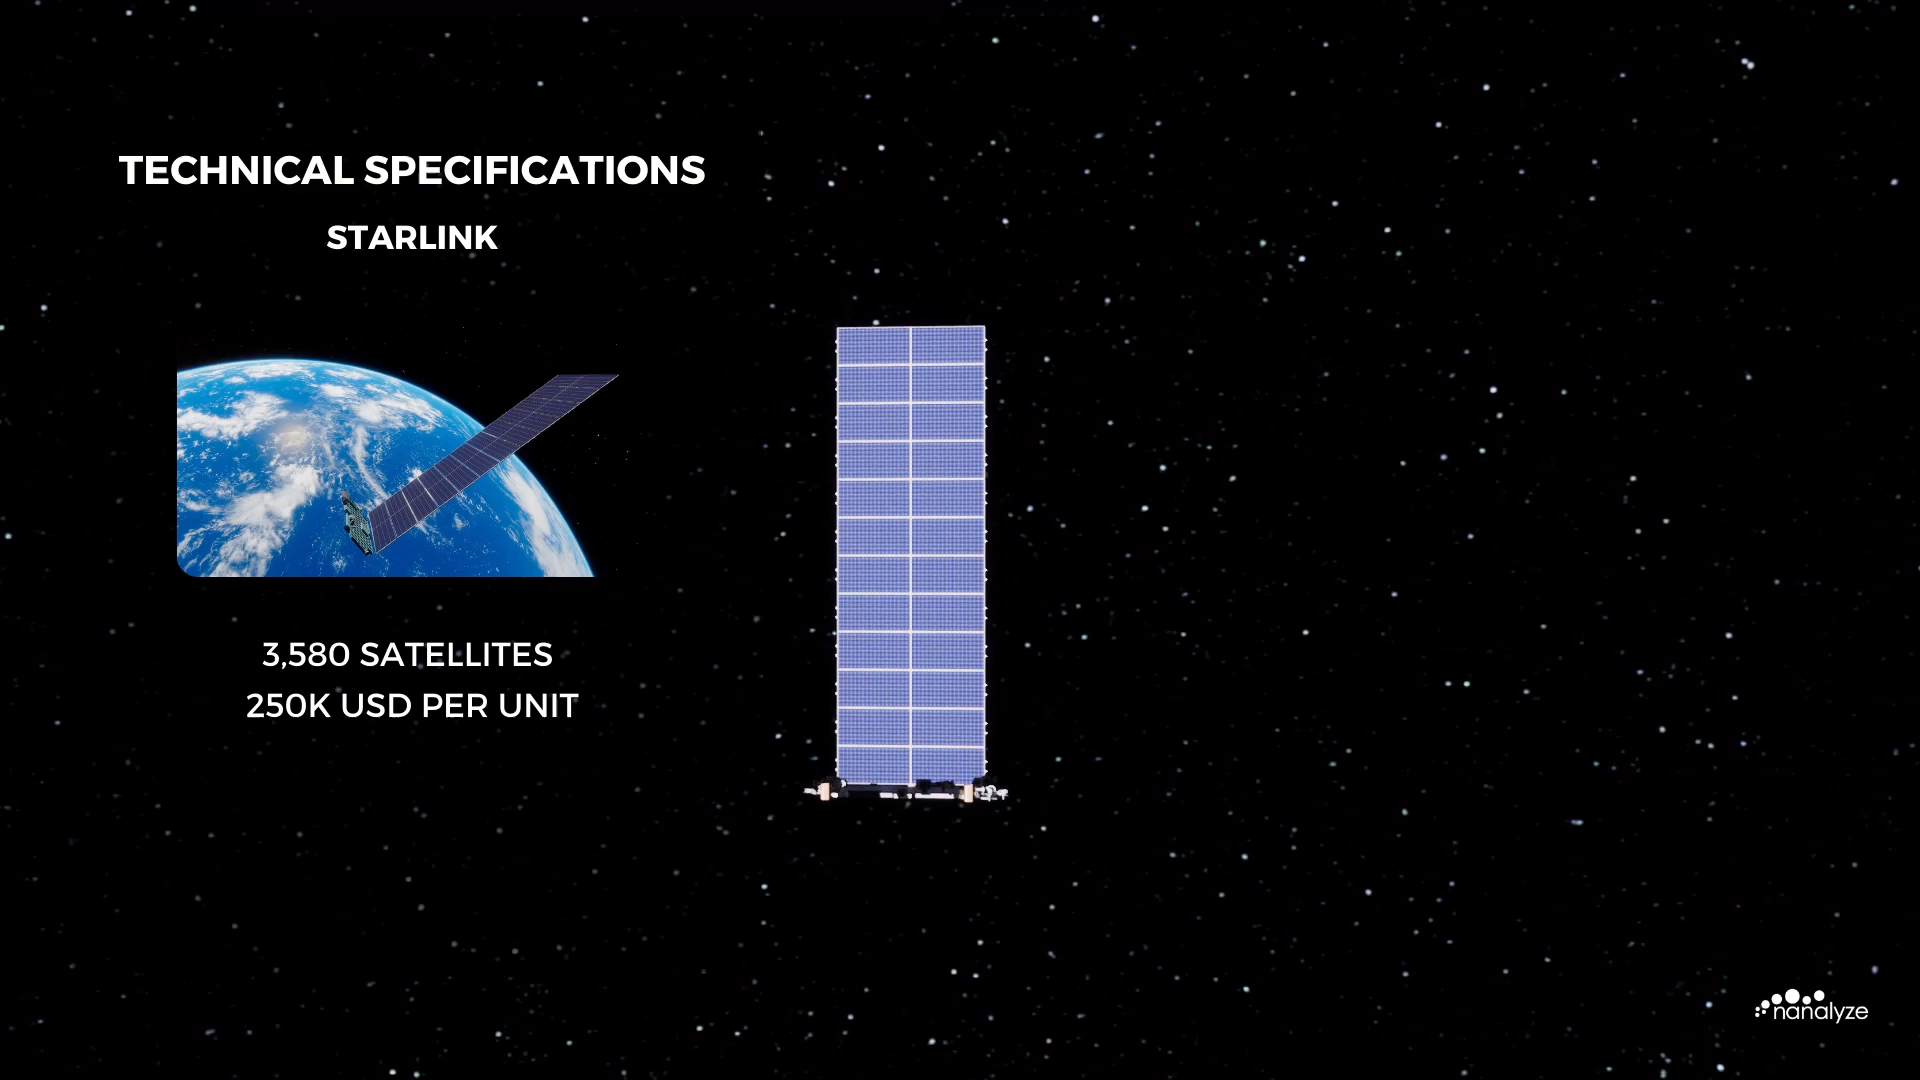 TECHNICAL SPECIFICATIONS
STARLINK
3,580 SATELLITES
250K USD PER UNIT
nanalyze